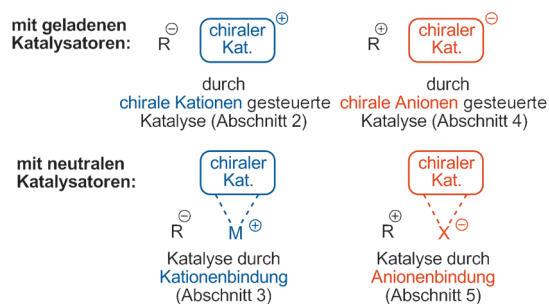 mit geladenen
Katalysatoren:
R⊖
chiraler
Kat.
⊕
R⊕
chiraler
Kat.
⊖
durch
chirale Kationen gesteuerte
Katalyse (Abschnitt 2)
durch
chirale Anionen gesteuerte
Katalyse (Abschnitt 4)
mit neutralen
Katalysatoren:
chiraler
Kat.
R⊖
M⊕
chiraler
Kat.
R⊕
X⊖
Katalyse durch
Kationenbindung
(Abschnitt 3)
Katalyse durch
Anionenbindung
(Abschnitt 5)